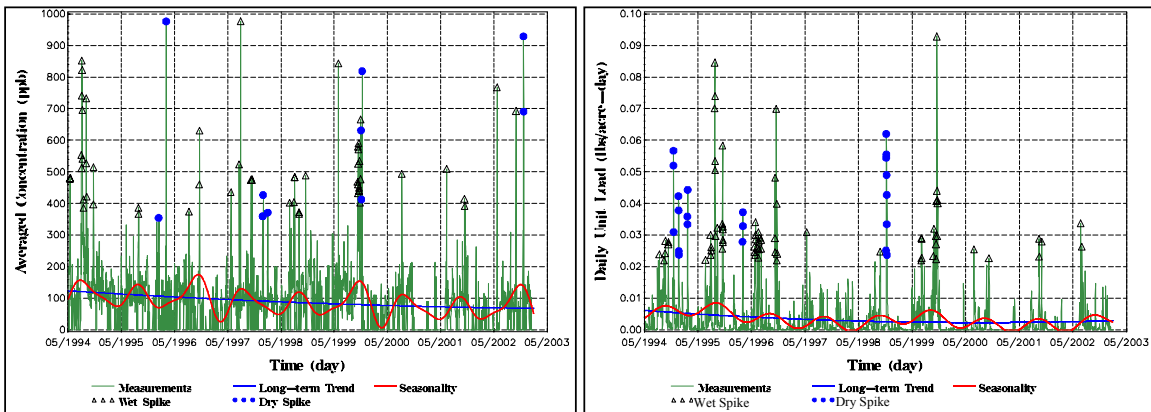 Averaged Concentration (ppb)
1000
900
800
700
600
500
400
300
200
100
0
05/1994 05/1995 05/1996 05/1997 05/1998 05/1999 05/2000 05/2001 05/2002 05/2003
Time (day)
Measurements Long-term Trend Seasonality
Wet Spike Dry Spike
Daily Unit Load (lbs/acre-day)
0.10
0.09
0.08
0.07
0.06
0.05
0.04
0.03
0.02
0.01
0.00
05/1994 05/1995 05/1996 05/1997 05/1998 05/1999 05/2000 05/2001 05/2002 05/2003
Time (day)
Measurements Long-term Trend Seasonality
Wet Spike Dry Spike